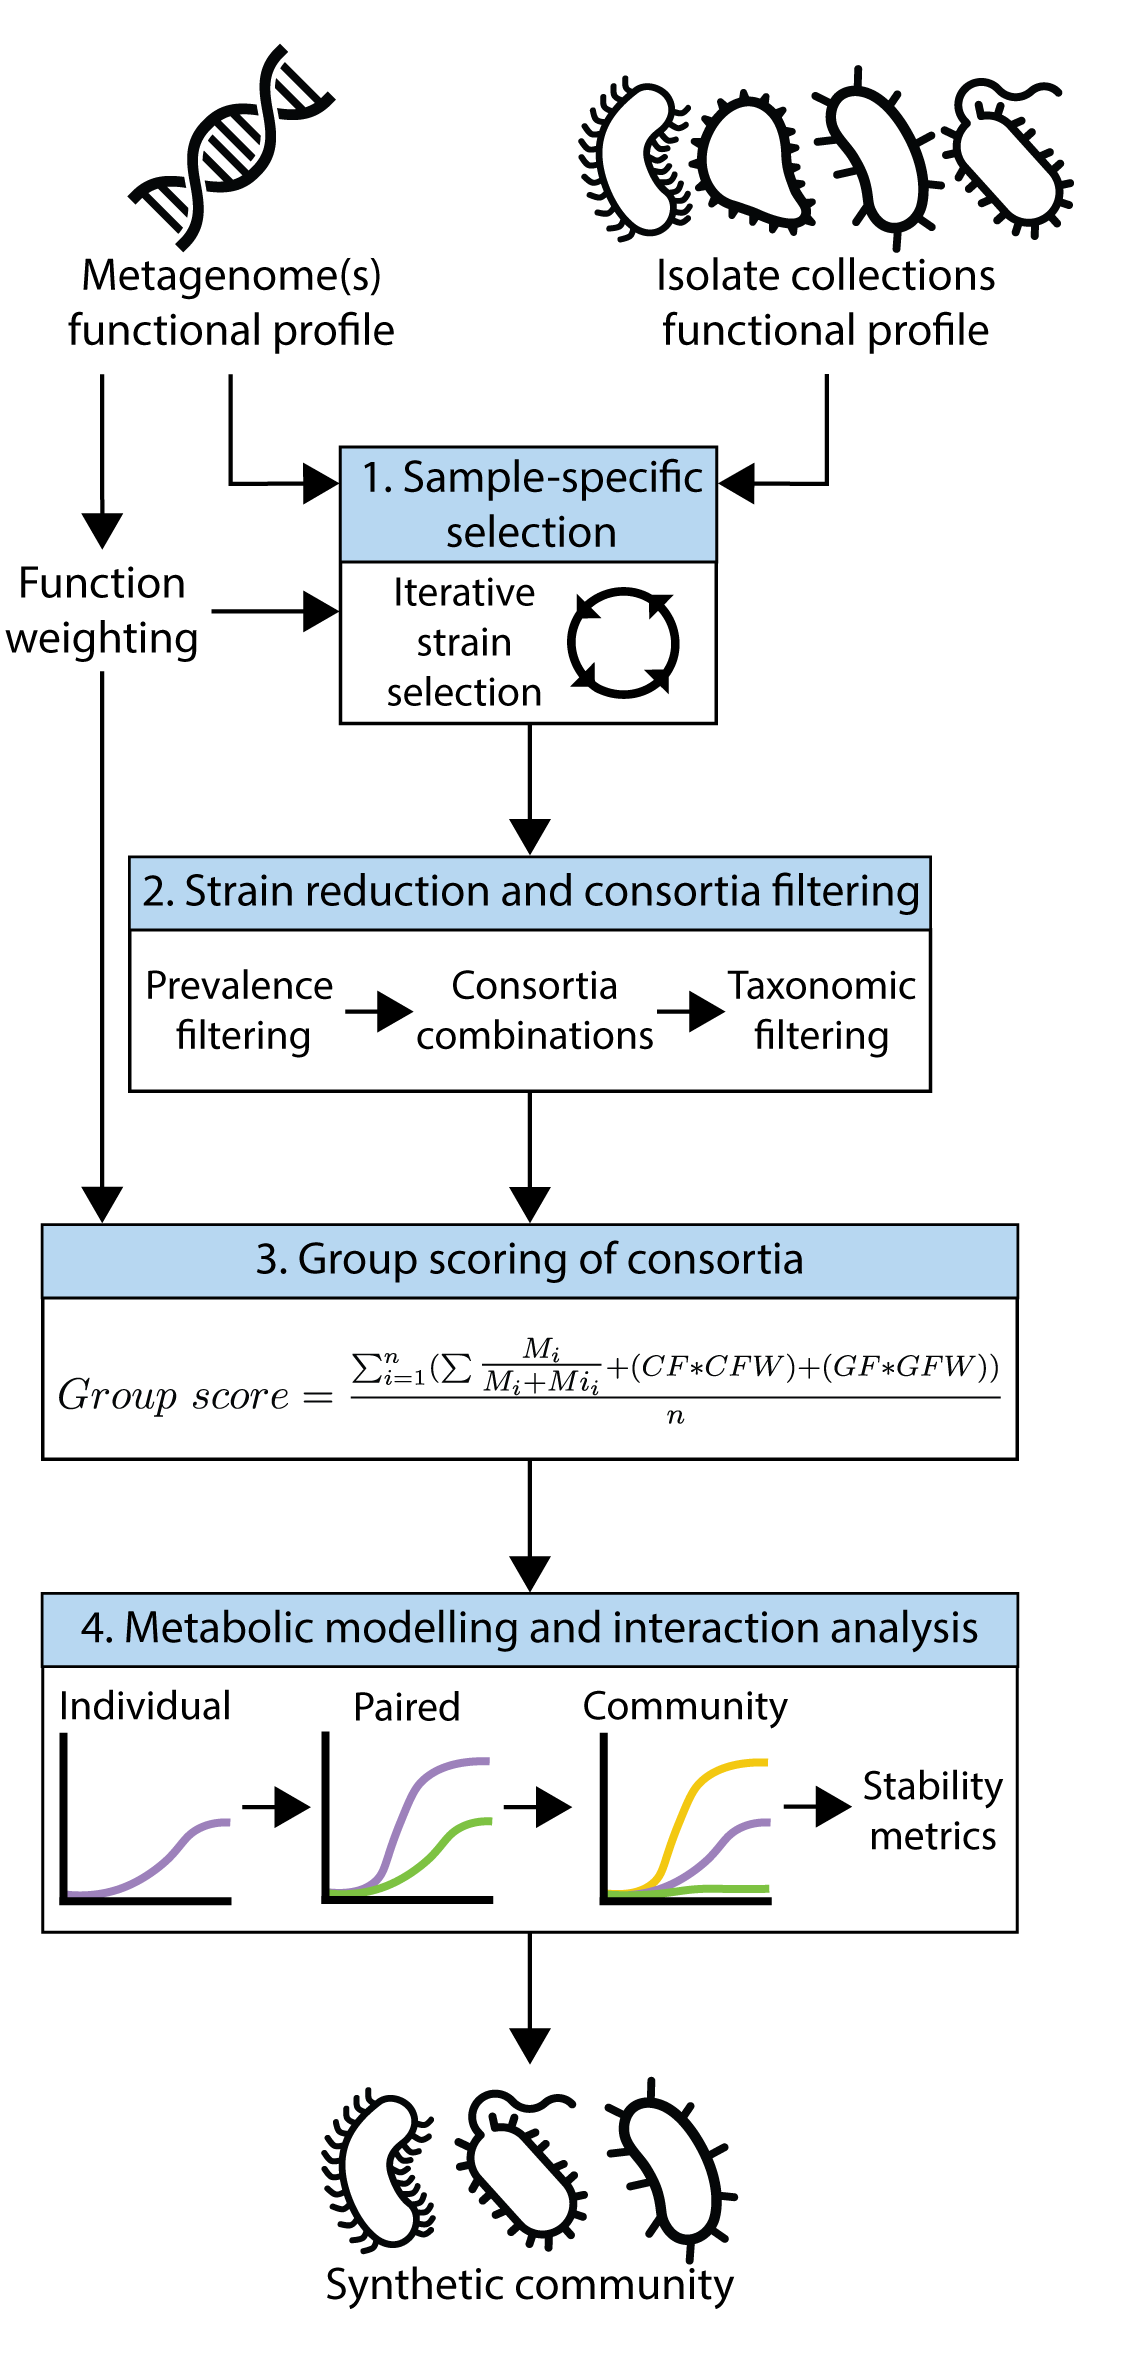 Metagenome(s)
functional profile
Isolate collections
functional profile
1. Sample-specific
selection
Function
weighting
Iterative
strain
selection
2. Strain reduction and consortia filtering
Prevalence
filtering
Consortia
combinations
Taxonomic
filtering
3. Group scoring of consortia
Group score = \frac{\sum_{i=1}^{n}(\sum \frac{M_i}{M_i+Mi_i}+(CF*CFW)+(GF*GFW))}{n}
4. Metabolic modelling and interaction analysis
Individual
Paired
Community
Stability
metrics
Synthetic community